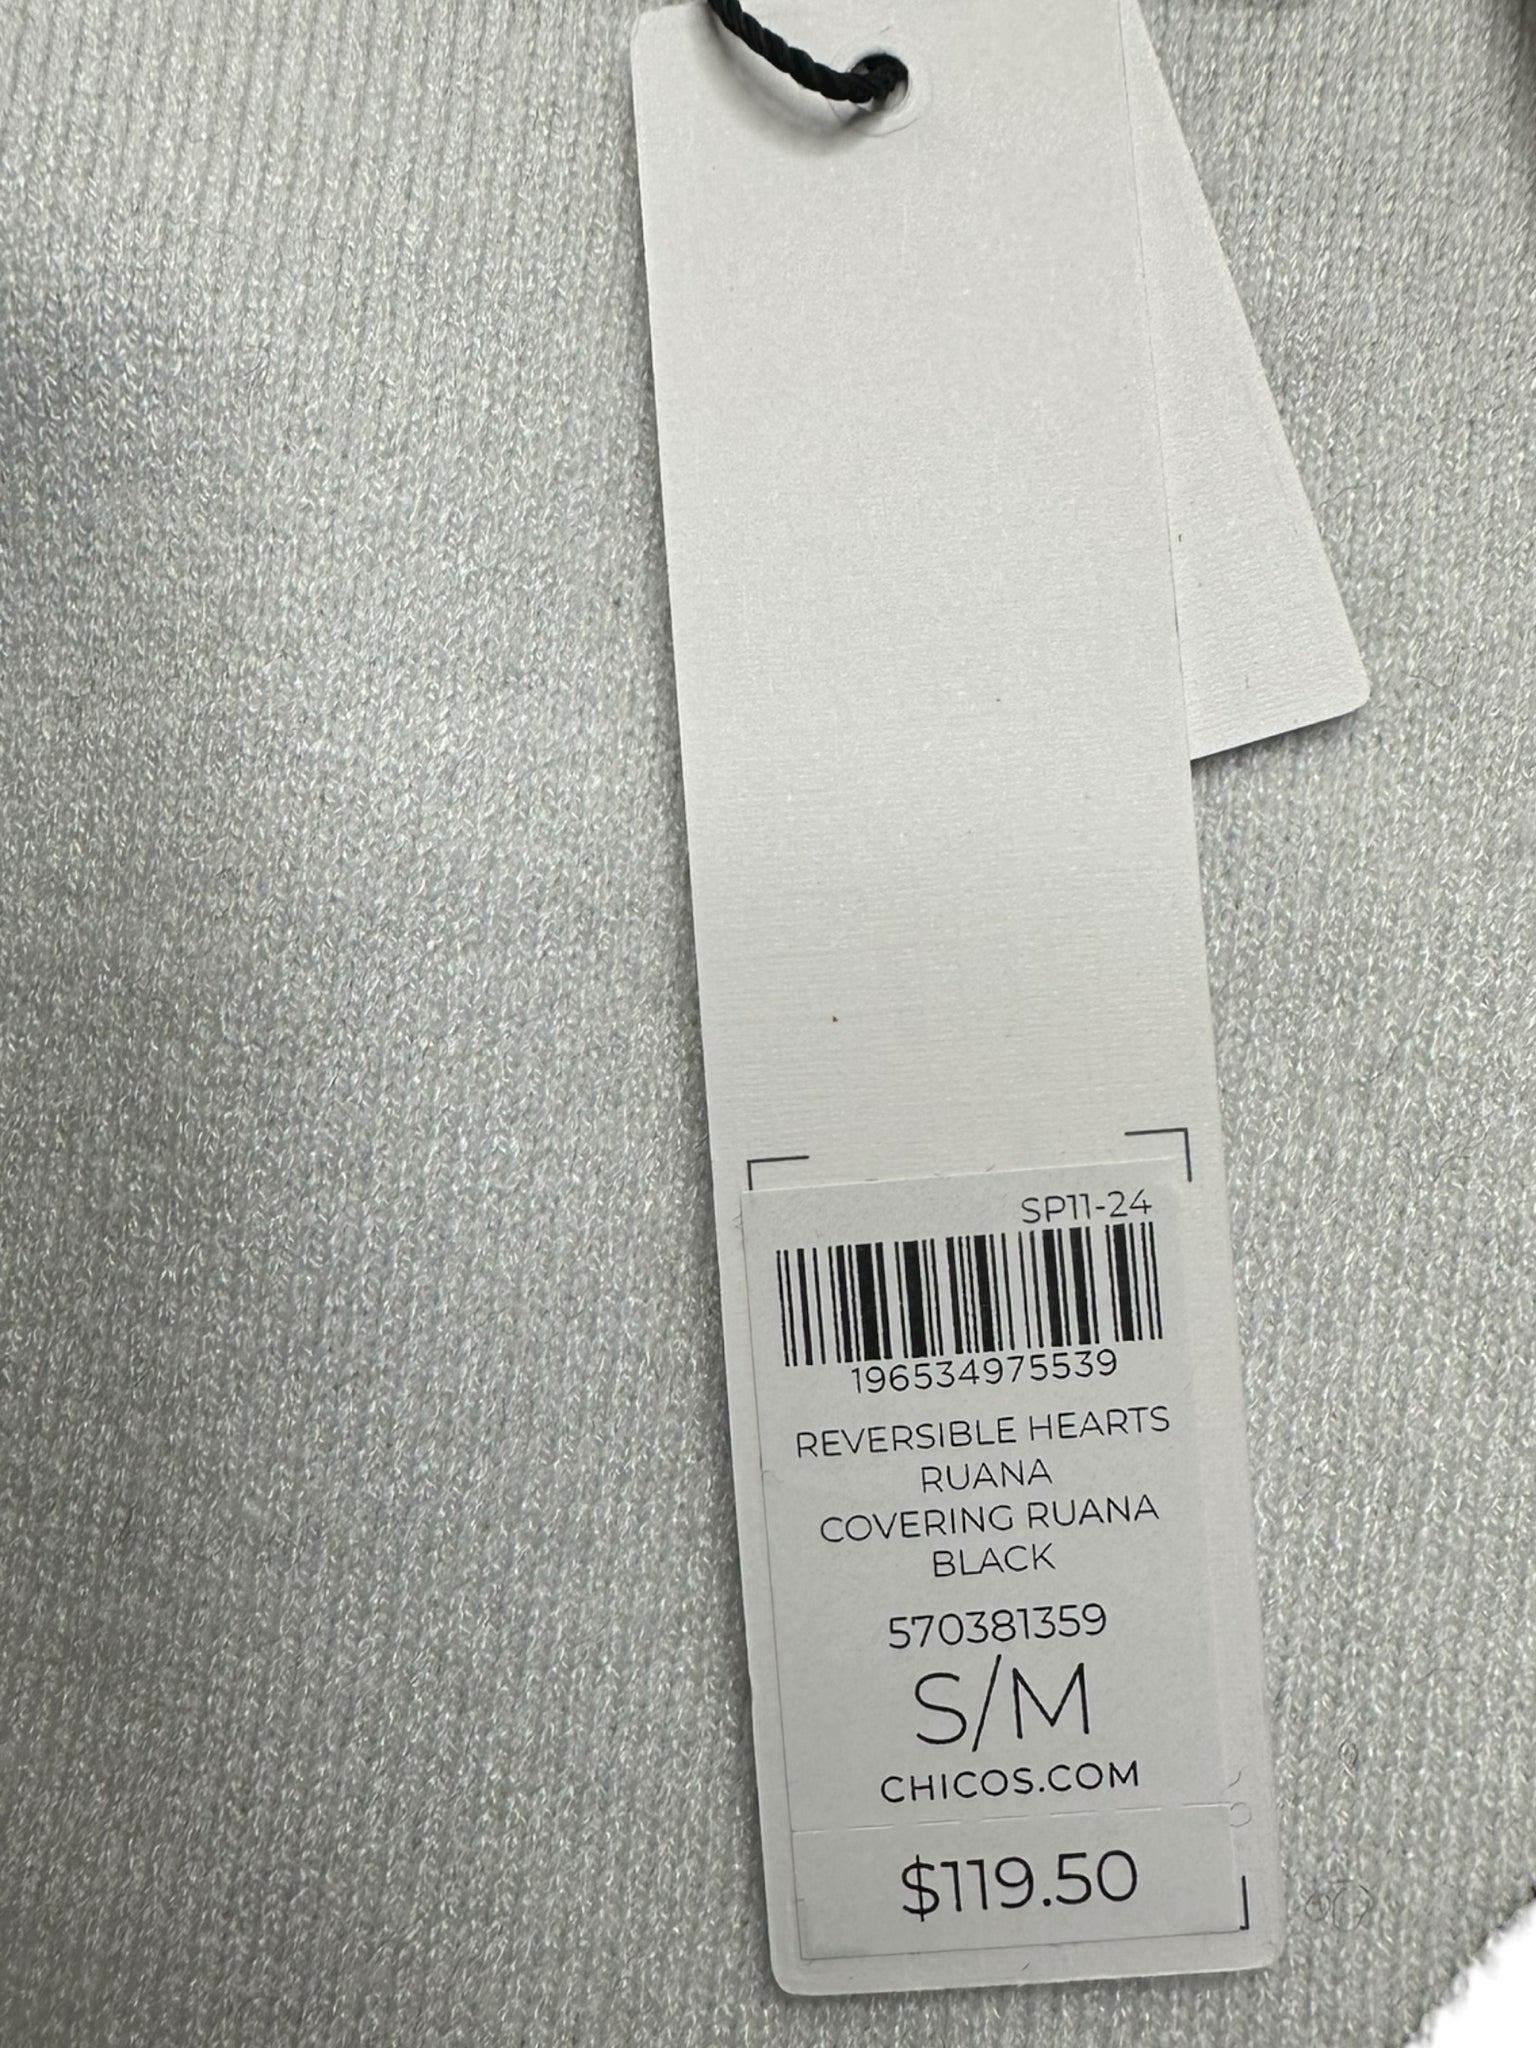 SP11-24
196534975539
REVERSIBLE HEARTS
RUANA
COVERING RUANA
BLACK
570381359
S/M
CHICOS.COM
$119.50